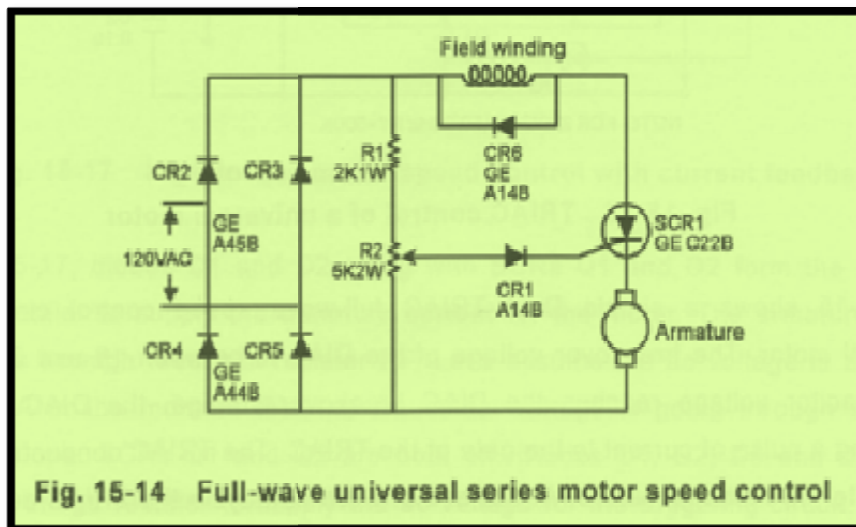 Field winding
00000
R1
2K1W
CR6
GE
A14B
CR2
CR3
GE
A45B
120VAC
SCR1
GE C22B
R2
5K2W
CR1
A14B
Armature
CR4
CR5
GE
A44B
Fig. 15-14 Full-wave universal series motor speed control